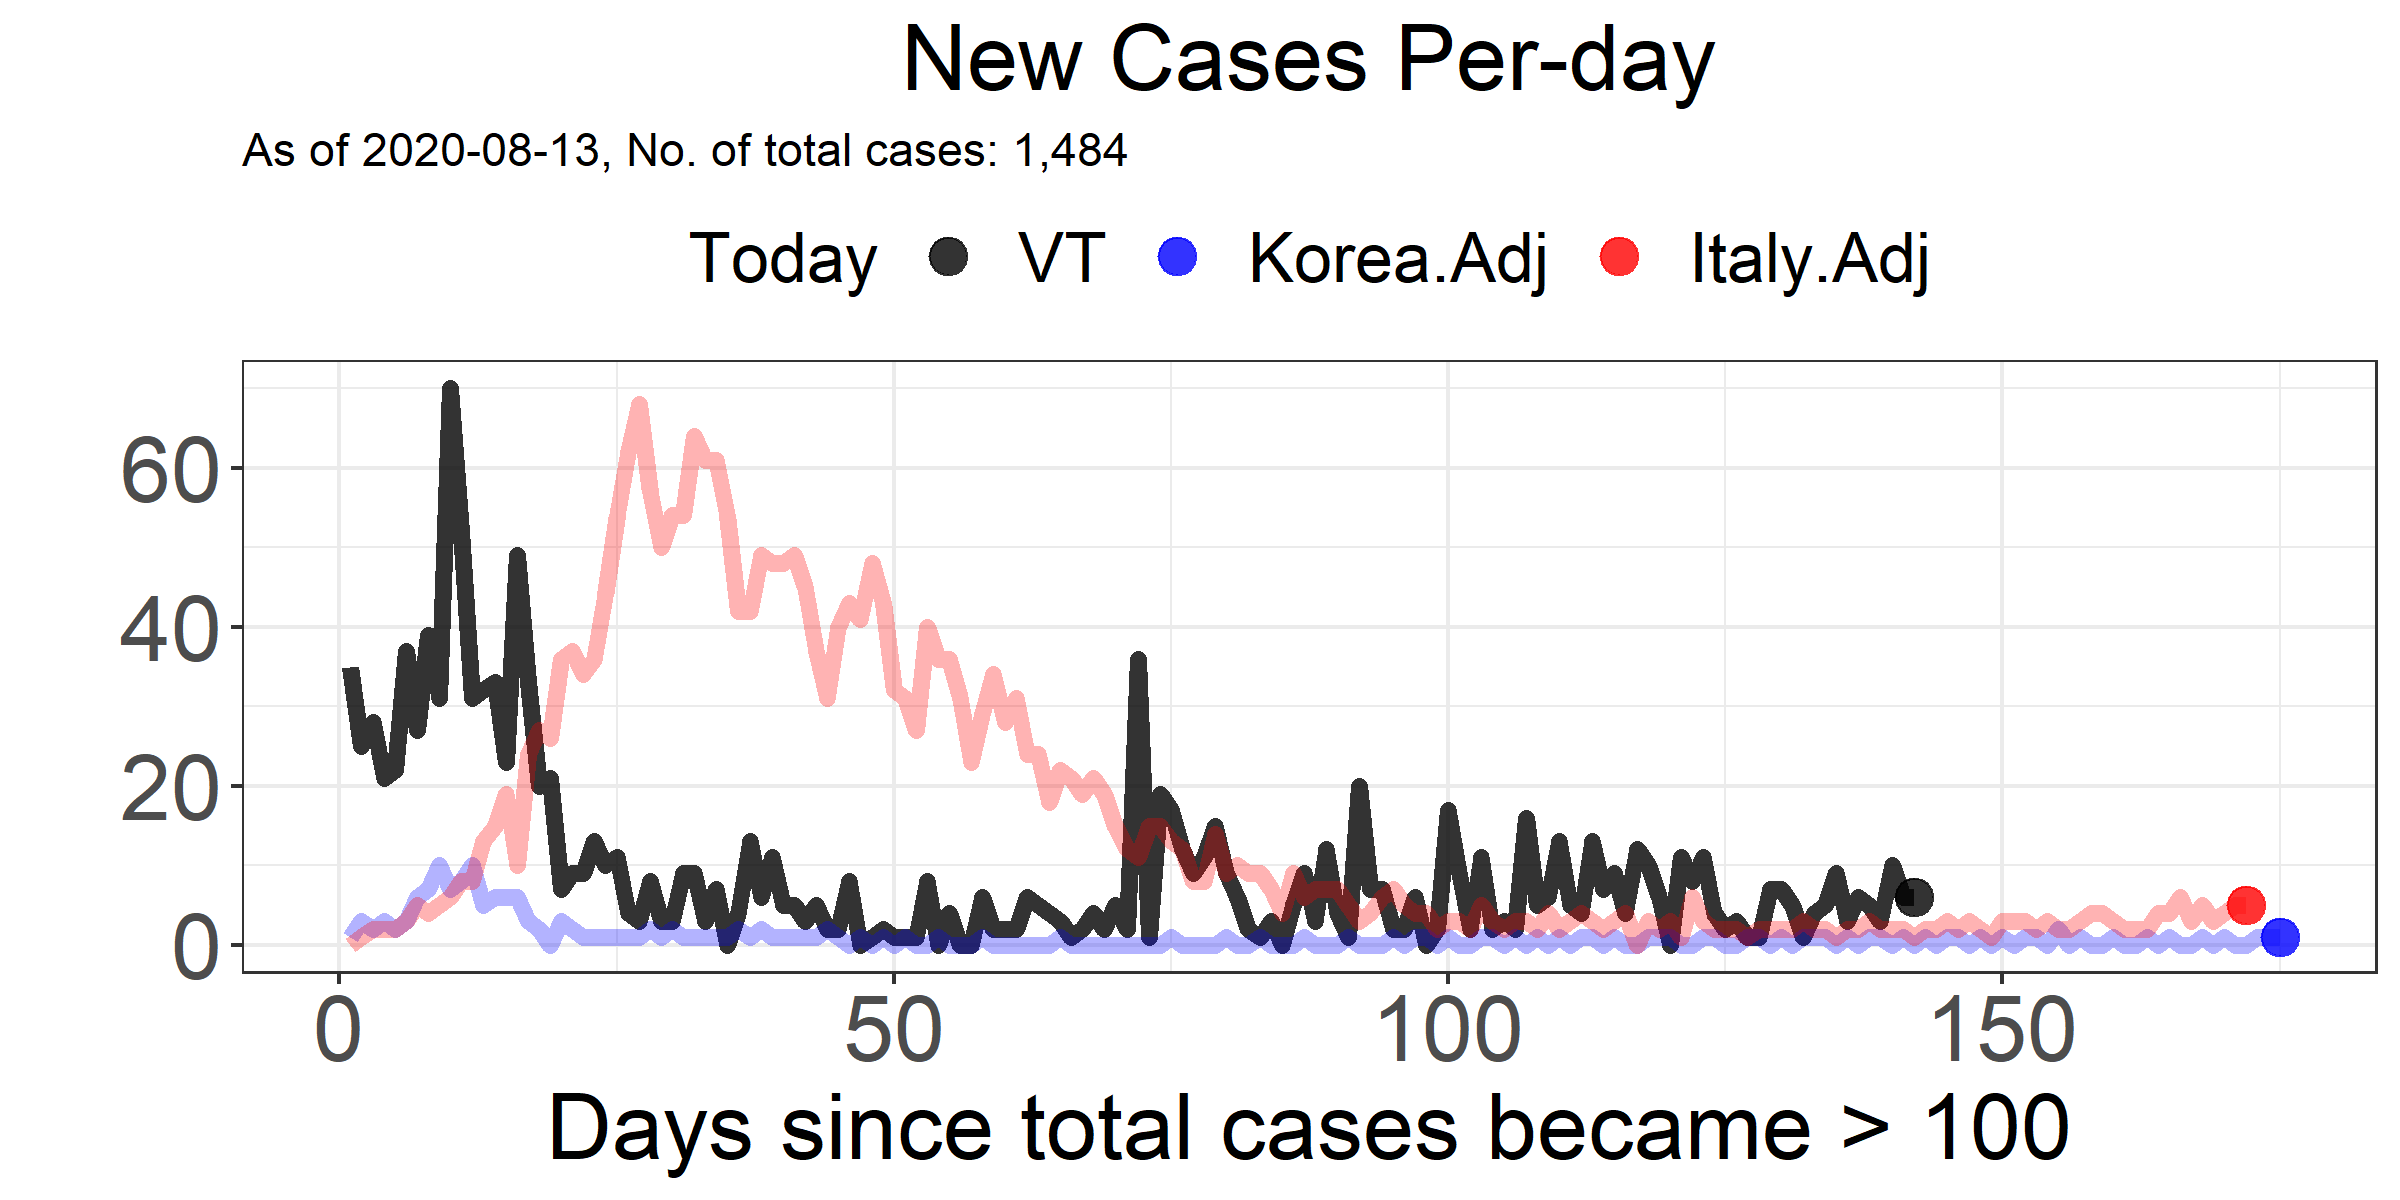 New Cases Per-day
As of 2020-08-13, No. of total cases: 1,484
Today VT Korea.Adj Italy.Adj
60
40
20
0
0 50 100 150
Days since total cases became > 100